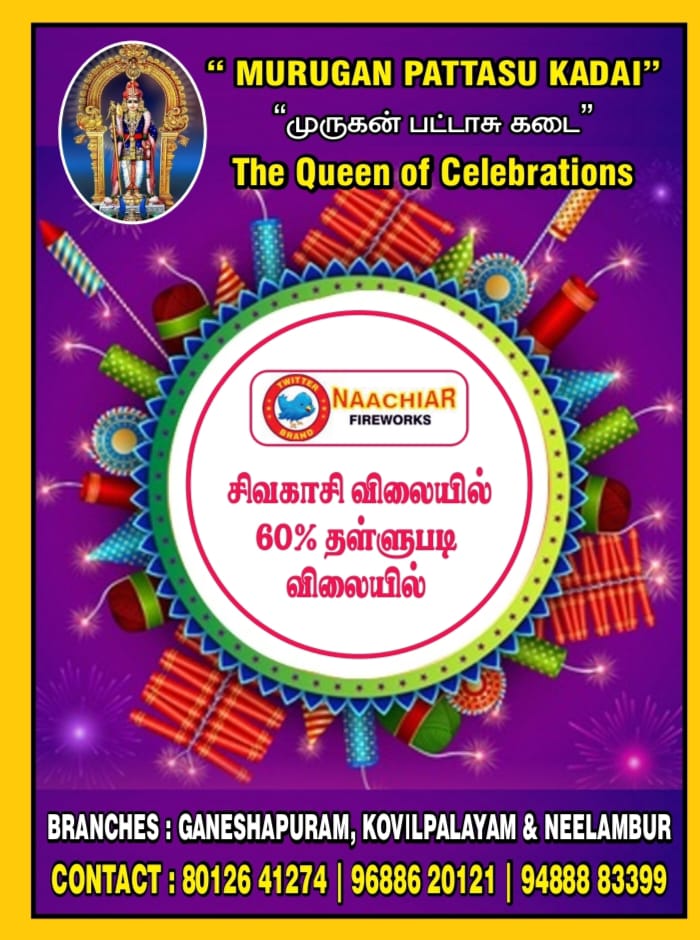 “ MURUGAN PATTASU KADAI”
“முருகன் பட்டாசு கடை”
The Queen of Celebrations
TWITTER
BRAND
NAACHIAR
FIREWORKS
சிவகாசி விலையில்
60% தள்ளுபடி
விலையில்
BRANCHES : GANESHAPURAM, KOVILPALAYAM & NEELAMBUR
CONTACT : 80126 41274 | 96886 20121 | 94888 83399